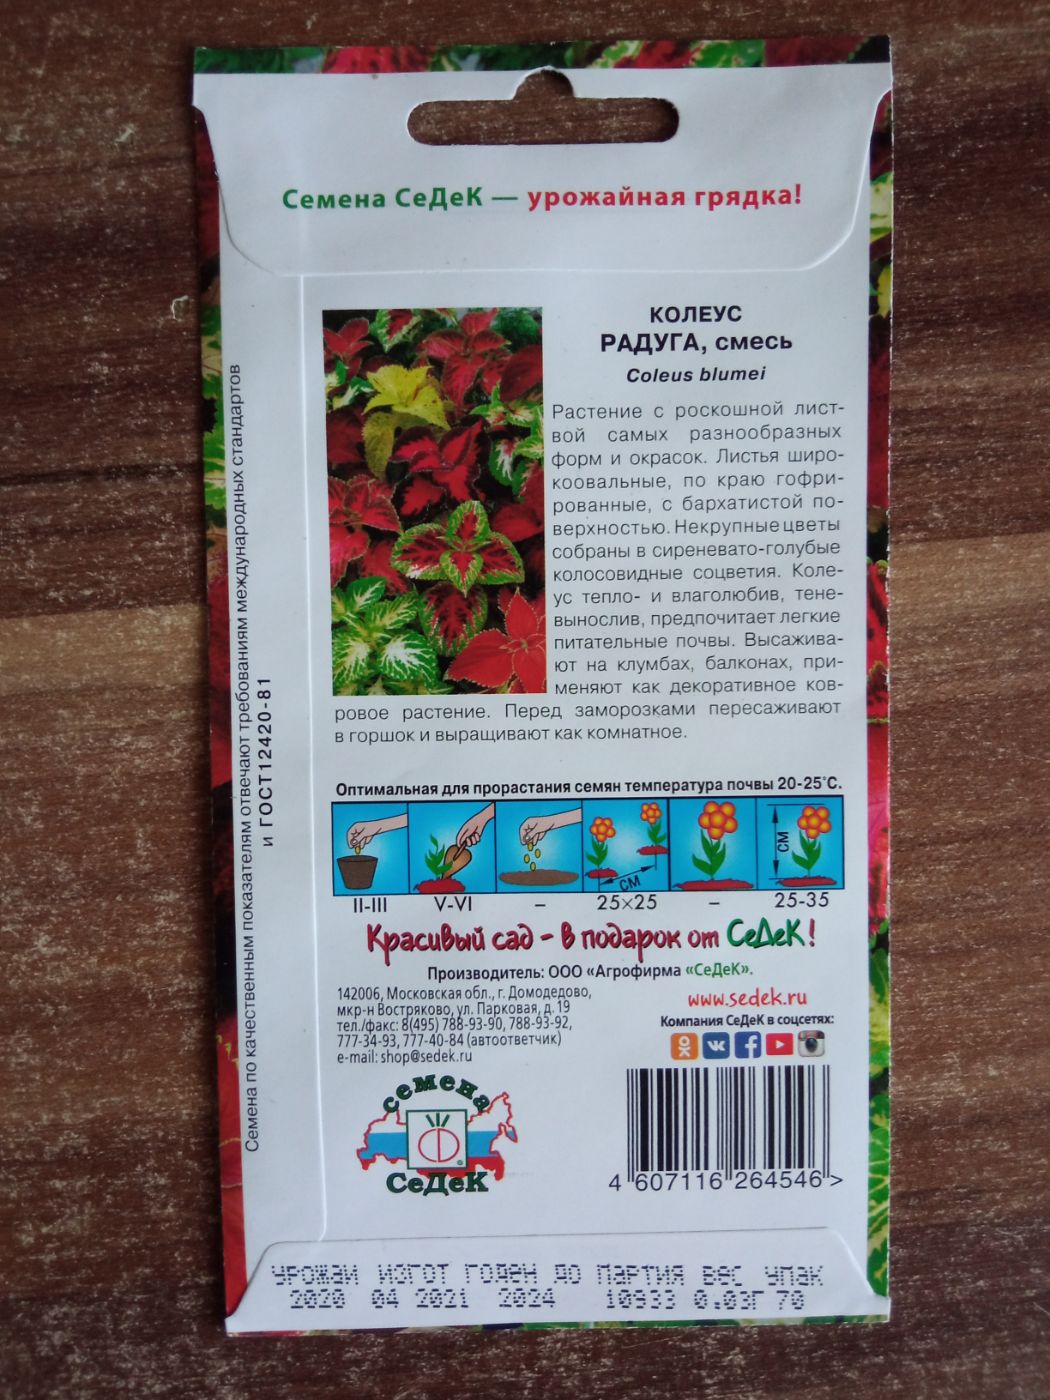 Семена СеДеК — урожайная грядка!
КОЛЕУС
РАДУГА, смесь
Coleus blumei
Растение с роскошной лист-
вой самых разнообразных
форм и окрасок. Листья широ-
коовальные, по краю гофри-
рованные, с бархатистой по-
верхностью. Некрупные цветы
собраны в сиреневато-голубые
колосовидные соцветия. Коле-
ус тепло- и влаголюбив, тене-
вынослив, предпочитает легкие
питательные почвы. Высажива-
ют на клумбах, балконах, при-
меняют как декоративное ков-
ровое растение. Перед заморозками пересаживают
в горшок и выращивают как комнатное.
Семена по качественным показателям отвечают требованиям международных стандартов
и ГОСТ12420-81
Оптимальная для прорастания семян температура почвы 20-25°С.
см
см
II-III V-VI – 25×25 – 25-35
Красивый сад - в подарок от СеДеК!
Производитель: ООО «Агрофирма «СеДеК».
142006, Московская обл., г. Домодедово,
мкр-н Востряково, ул. Парковая, д.19
тел./факс: 8(495) 788-93-90, 788-93-92,
777-34-93, 777-40-84 (автоответчик)
e-mail: shop@sedek.ru
www.sedek.ru
Компания СеДеК в соцсетях:
семена
СеДеК
4 607116 264546 >
УРОЖАЙ ИЗГОТ ГОДЕН ДО ПАРТИЯ ВЕС УПАК
2020 04 2021 2024 10933 0.03Г 70